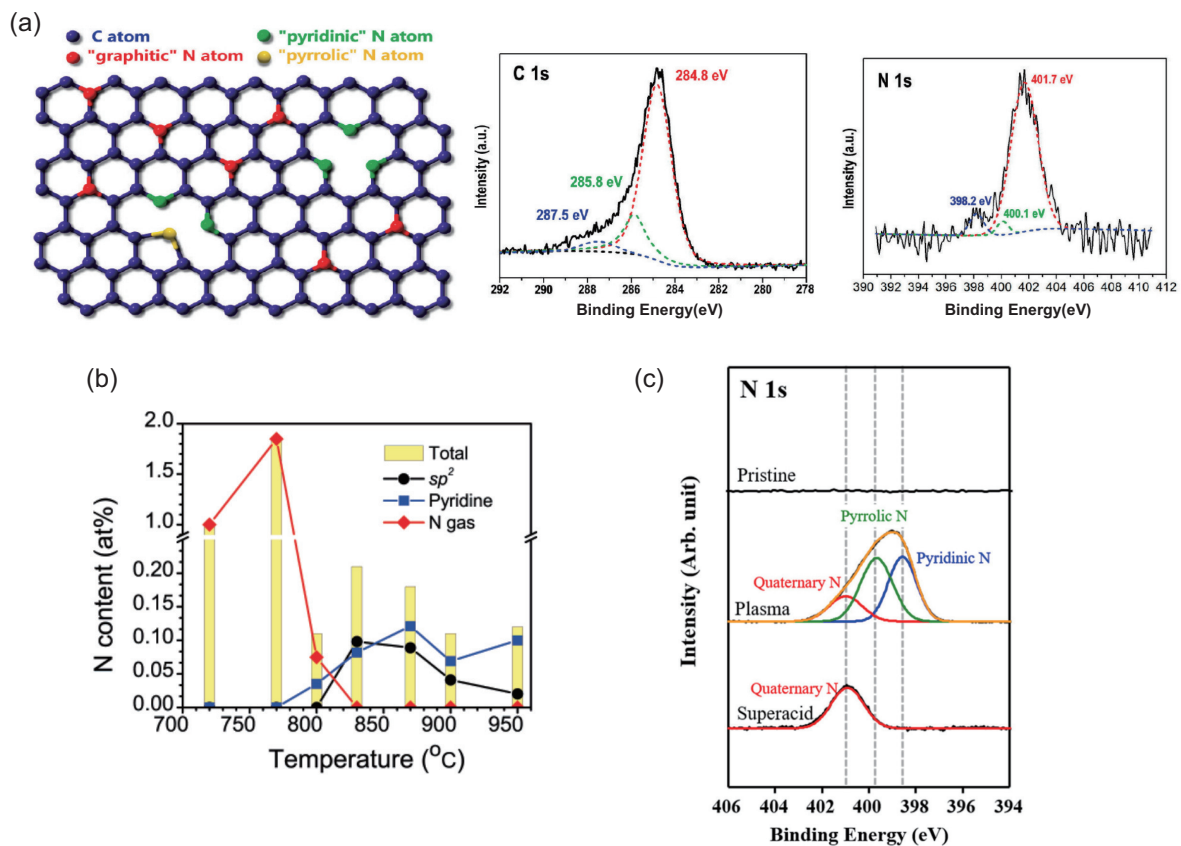 (a)
C atom
"pyridinic" N atom
"graphitic" N atom
"pyrrolic" N atom
C 1s
284.8 eV
285.8 eV
287.5 eV
Intensity (a.u.)
292 290 288 286 284 282 280 278
Binding Energy(eV)
N 1s
401.7 eV
398.2 eV
400.1 eV
Intensity (a.u.)
390 392 394 396 398 400 402 404 406 408 410 412
Binding Energy(eV)
(b)
2.0
1.5
1.0
0.20
0.15
0.10
0.05
0.00
N content (at%)
Total
sp²
Pyridine
N gas
700 750 800 850 900 950
Temperature (°C)
(c)
N 1s
Pristine
Pyrrolic N
Pyridinic N
Quaternary N
Plasma
Quaternary N
Superacid
Intensity (Arb. unit)
406 404 402 400 398 396 394
Binding Energy (eV)